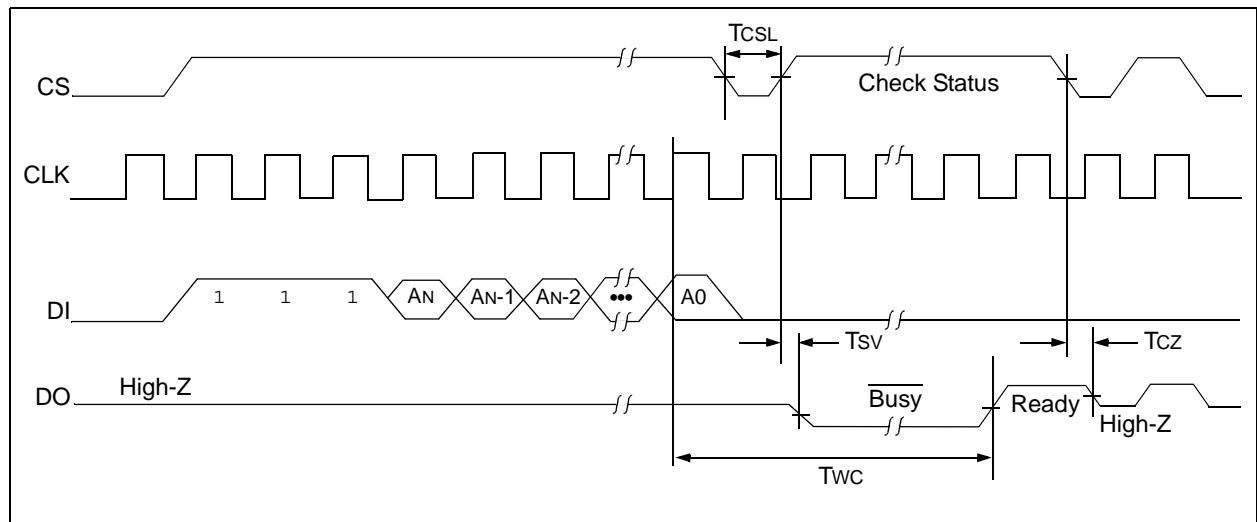 TCSL
CS
Check Status
CLK
DI
1 1 1 AN AN-1 AN-2 ••• A0
TSV
TCZ
DO
High-Z
Busy
Ready
High-Z
TWC